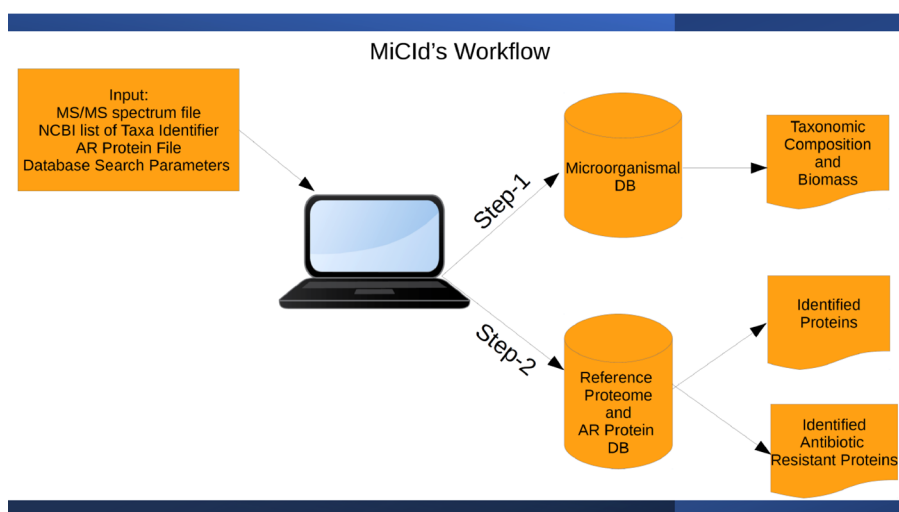 MiCId's Workflow
Input:
MS/MS spectrum file
NCBI list of Taxa Identifier
AR Protein File
Database Search Parameters
Step-1
Microorganismal
DB
Taxonomic
Composition
and
Biomass
Step-2
Reference
Proteome
and
AR Protein
DB
Identified
Proteins
Identified
Antibiotic
Resistant Proteins